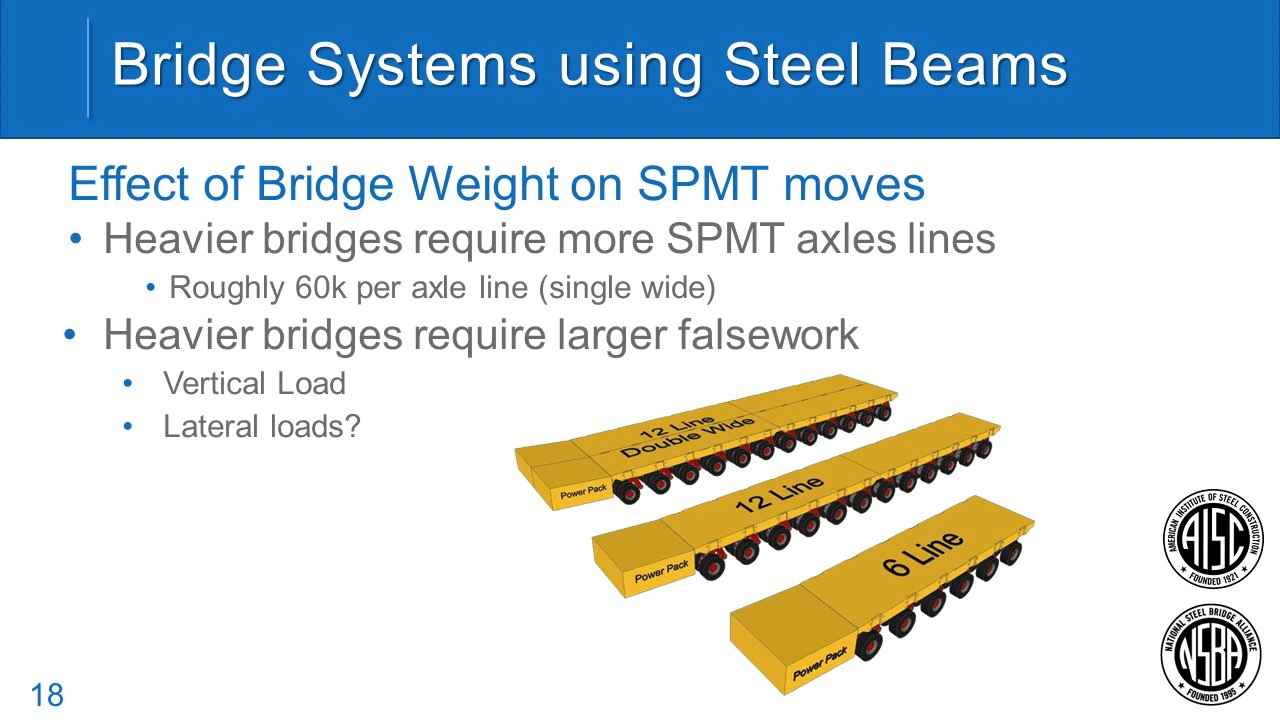 Bridge Systems using Steel Beams
Effect of Bridge Weight on SPMT moves
• Heavier bridges require more SPMT axles lines
• Roughly 60k per axle line (single wide)
• Heavier bridges require larger falsework
• Vertical Load
• Lateral loads?
12 Line
Double Wide
Power Pack
12 Line
Power Pack
6 Line
Power Pack
AMERICAN INSTITUTE OF STEEL CONSTRUCTION
AISC
★ FOUNDED 1921 ★
NATIONAL STEEL BRIDGE ALLIANCE
NSBA
★ FOUNDED 1995 ★
18